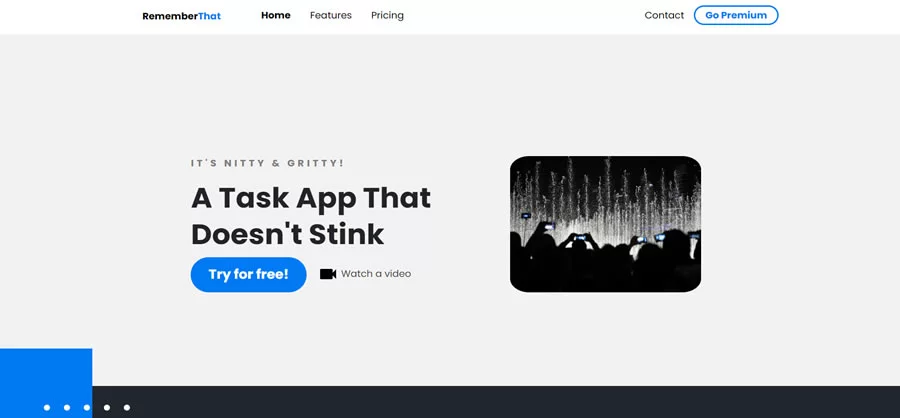 RememberThat Home Features Pricing Contact Go Premium
IT'S NITTY & GRITTY!
A Task App That
Doesn't Stink
Try for free! Watch a video